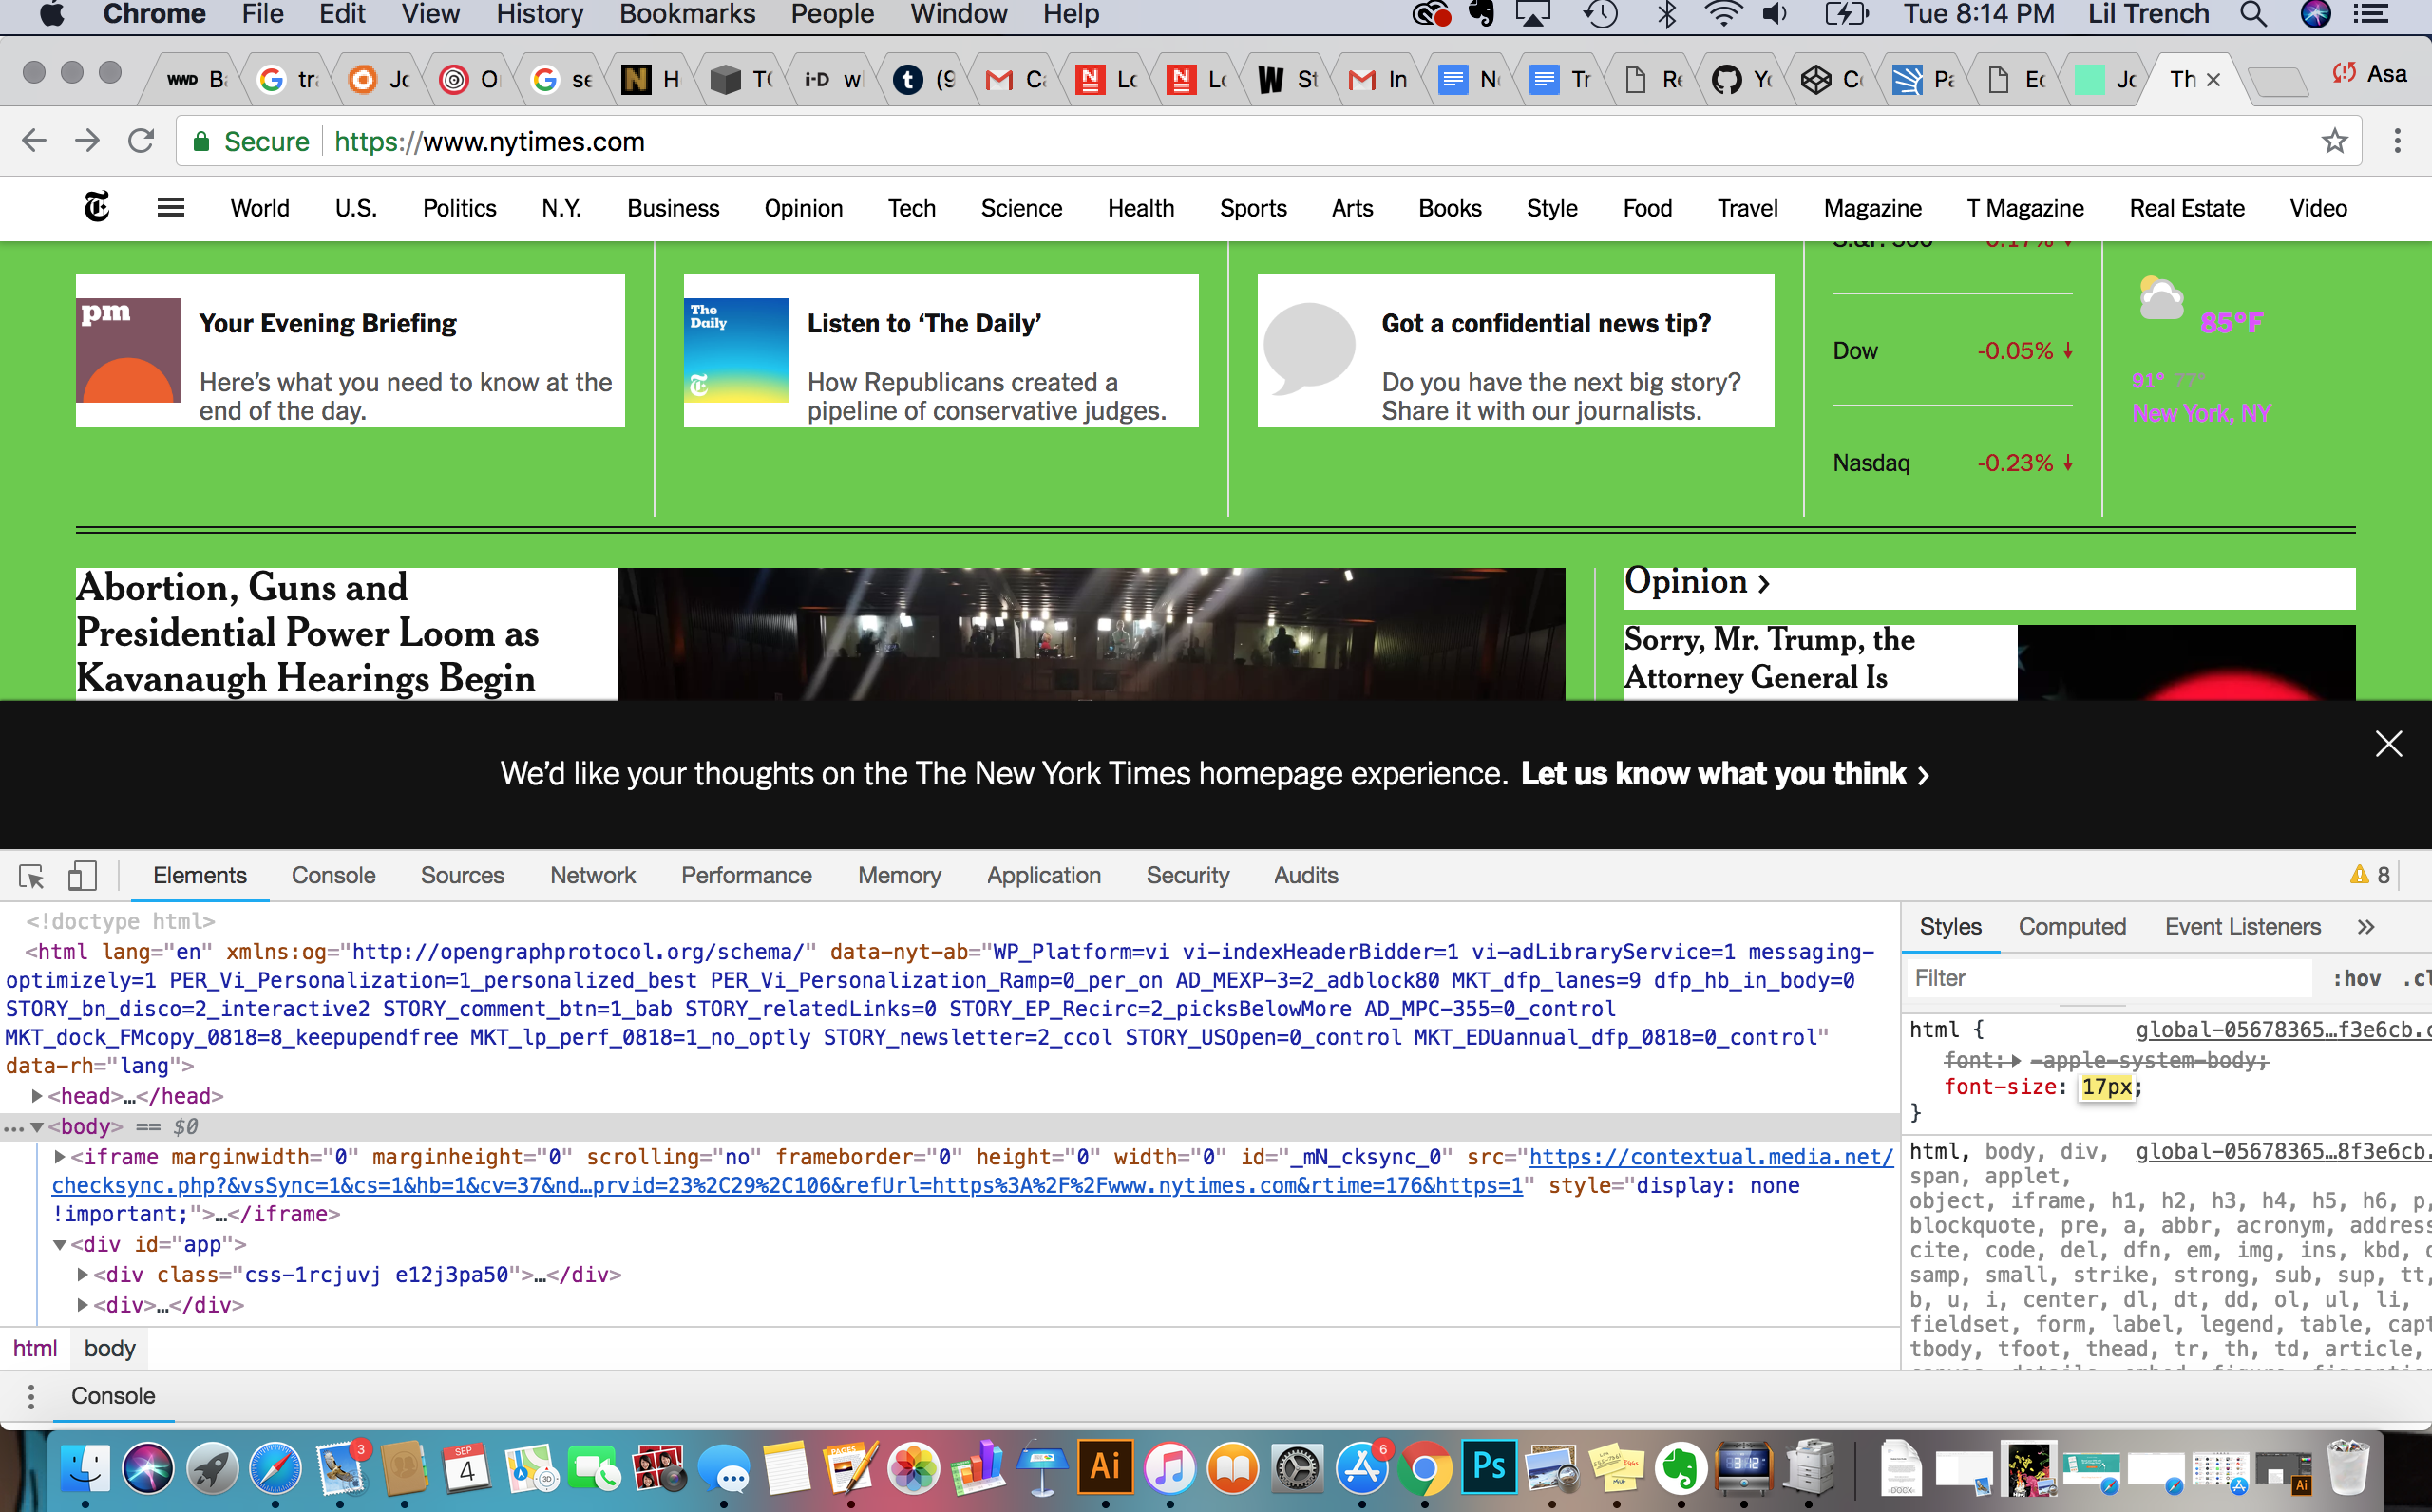 Chrome File Edit View History Bookmarks People Window Help Tue 8:14 PM Lil Trench
WWD Ba tra Jc O se H TO i-D w (9 Ca Lc Lc W St In No Tr Re Yo Co Pa Ec Jc Th Asa
Secure https://www.nytimes.com
World U.S. Politics N.Y. Business Opinion Tech Science Health Sports Arts Books Style Food Travel Magazine T Magazine Real Estate Video
S&P 500 -0.17% ↓
pm
Your Evening Briefing
Here’s what you need to know at the
end of the day.
The
Daily
Listen to ‘The Daily’
How Republicans created a
pipeline of conservative judges.
Got a confidential news tip?
Do you have the next big story?
Share it with our journalists.
Dow -0.05% ↓
Nasdaq -0.23% ↓
85°F
91° 77°
New York, NY
Abortion, Guns and
Presidential Power Loom as
Kavanaugh Hearings Begin
Opinion ›
Sorry, Mr. Trump, the
Attorney General Is
We’d like your thoughts on the The New York Times homepage experience. Let us know what you think ›
Elements Console Sources Network Performance Memory Application Security Audits 8
<!doctype html>
<html lang="en" xmlns:og="http://opengraphprotocol.org/schema/" data-nyt-ab="WP_Platform=vi vi-indexHeaderBidder=1 vi-adLibraryService=1 messaging-
optimizely=1 PER_Vi_Personalization=1_personalized_best PER_Vi_Personalization_Ramp=0_per_on AD_MEXP-3=2_adblock80 MKT_dfp_lanes=9 dfp_hb_in_body=0
STORY_bn_disco=2_interactive2 STORY_comment_btn=1_bab STORY_relatedLinks=0 STORY_EP_Recirc=2_picksBelowMore AD_MPC-355=0_control
MKT_dock_FMcopy_0818=8_keepupendfree MKT_lp_perf_0818=1_no_optly STORY_newsletter=2_ccol STORY_USOpen=0_control MKT_EDUannual_dfp_0818=0_control"
data-rh="lang">
<head>…</head>
… <body> == $0
<iframe marginwidth="0" marginheight="0" scrolling="no" frameborder="0" height="0" width="0" id="_mN_cksync_0" src="https://contextual.media.net/
checksync.php?&vsSync=1&cs=1&hb=1&cv=37&nd…prvid=23%2C29%2C106&refUrl=https%3A%2F%2Fwww.nytimes.com&rtime=176&https=1" style="display: none
!important;">…</iframe>
<div id="app">
<div class="css-1rcjuvj e12j3pa50">…</div>
<div>…</div>
html body
Console
Styles Computed Event Listeners »
Filter :hov .cl
html { global-05678365…f3e6cb.c
font: -apple-system-body;
font-size: 17px;
}
html, body, div, global-05678365…8f3e6cb.
span, applet,
object, iframe, h1, h2, h3, h4, h5, h6, p,
blockquote, pre, a, abbr, acronym, address
cite, code, del, dfn, em, img, ins, kbd, q
samp, small, strike, strong, sub, sup, tt,
b, u, i, center, dl, dt, dd, ol, ul, li,
fieldset, form, label, legend, table, capt
tbody, tfoot, thead, tr, th, td, article,
3 SEP 4 3D PAGES Ai 6 Ps DOCX Ai